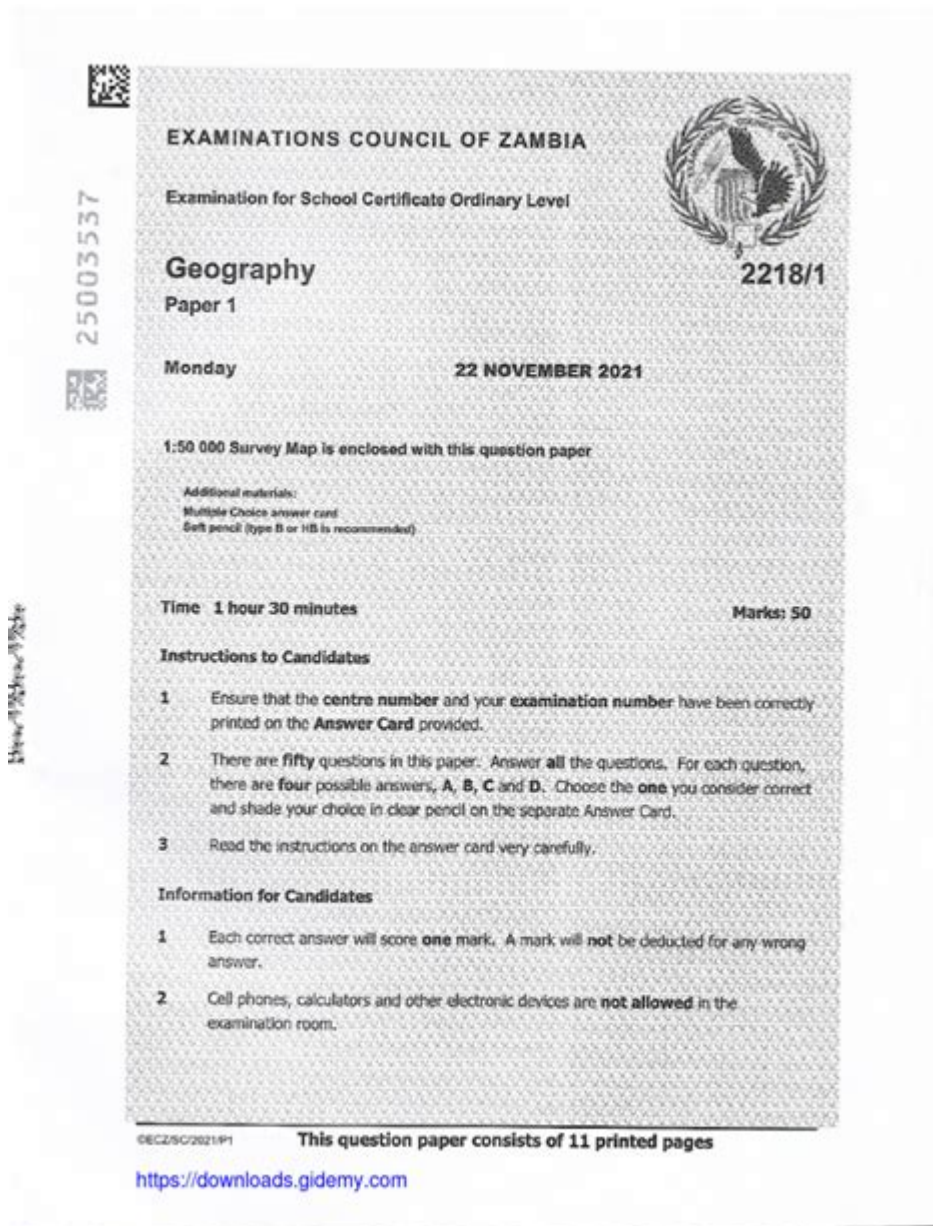 EXAMINATIONS COUNCIL OF ZAMBIA
Examination for School Certificate Ordinary Level
Geography
2218/1
Paper 1
25003537
Monday
22 NOVEMBER 2021
1:50 000 Survey Map is enclosed with this question paper
Additional materials:
Multiple Choice answer card
Soft pencil (type B or HB is recommended)
Time 1 hour 30 minutes
Marks: 50
Instructions to Candidates
1 Ensure that the centre number and your examination number have been correctly
printed on the Answer Card provided.
2 There are fifty questions in this paper. Answer all the questions. For each question,
there are four possible answers, A, B, C and D. Choose the one you consider correct
and shade your choice in clear pencil on the separate Answer Card.
3 Read the instructions on the answer card very carefully.
Information for Candidates
1 Each correct answer will score one mark. A mark will not be deducted for any wrong
answer.
2 Cell phones, calculators and other electronic devices are not allowed in the
examination room.
©ECZ/SC/2021/P1
This question paper consists of 11 printed pages
https://downloads.gidemy.com